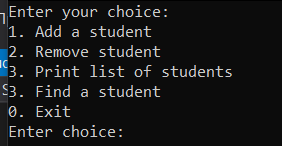 Enter your choice:
1. Add a student
2. Remove student
3. Print list of students
3. Find a student
0. Exit
Enter choice: